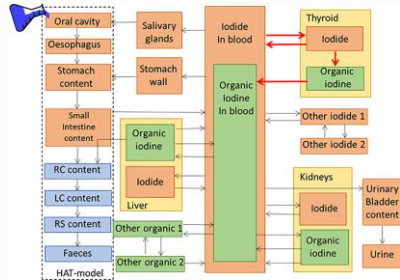 Oral cavity
Oesophagus
Stomach
content
Small
Intestine
content
RC content
LC content
RS content
Faeces
HAT-model
Salivary
glands
Stomach
wall
Organic
iodine
Iodide
Liver
Other organic 1
Other organic 2
Iodide
In blood
Organic
Iodine
In blood
Thyroid
Iodide
Organic
iodine
Other iodide 1
Other iodide 2
Kidneys
Iodide
Organic
iodine
Urinary
Bladder
content
Urine